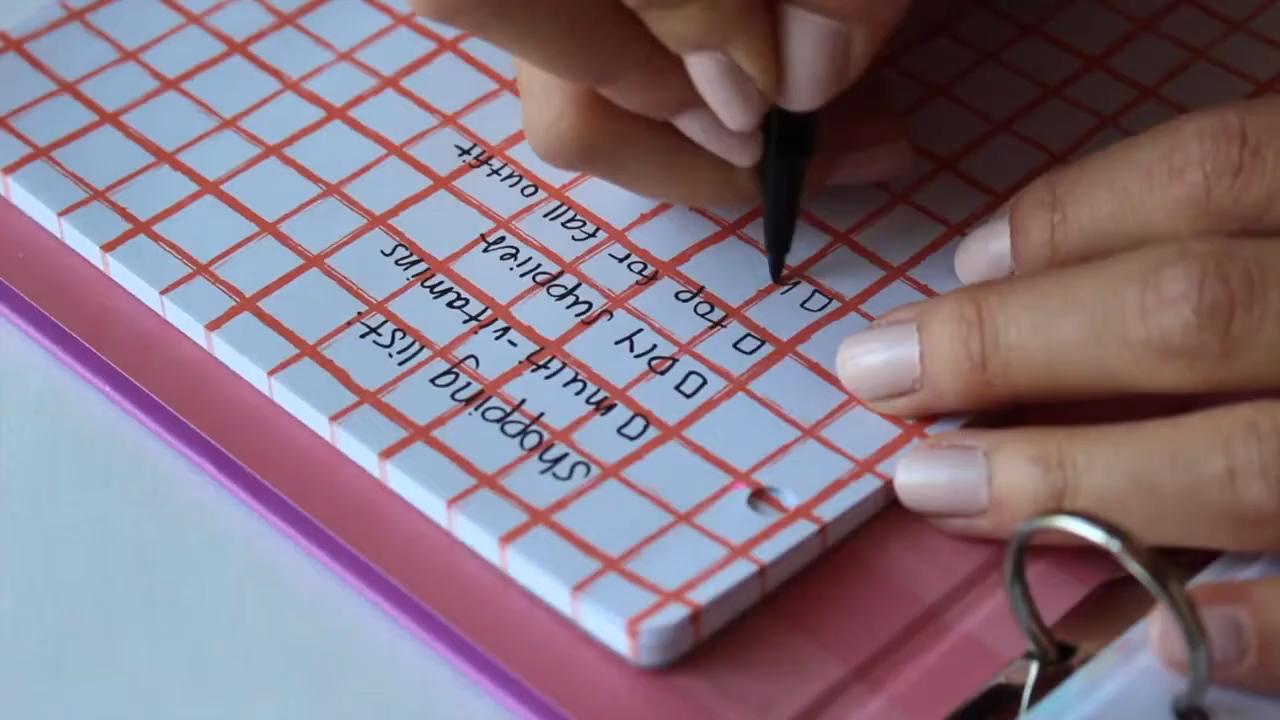 Shopping list:
multi-vitamins
DIY supplies
top for fall outfit